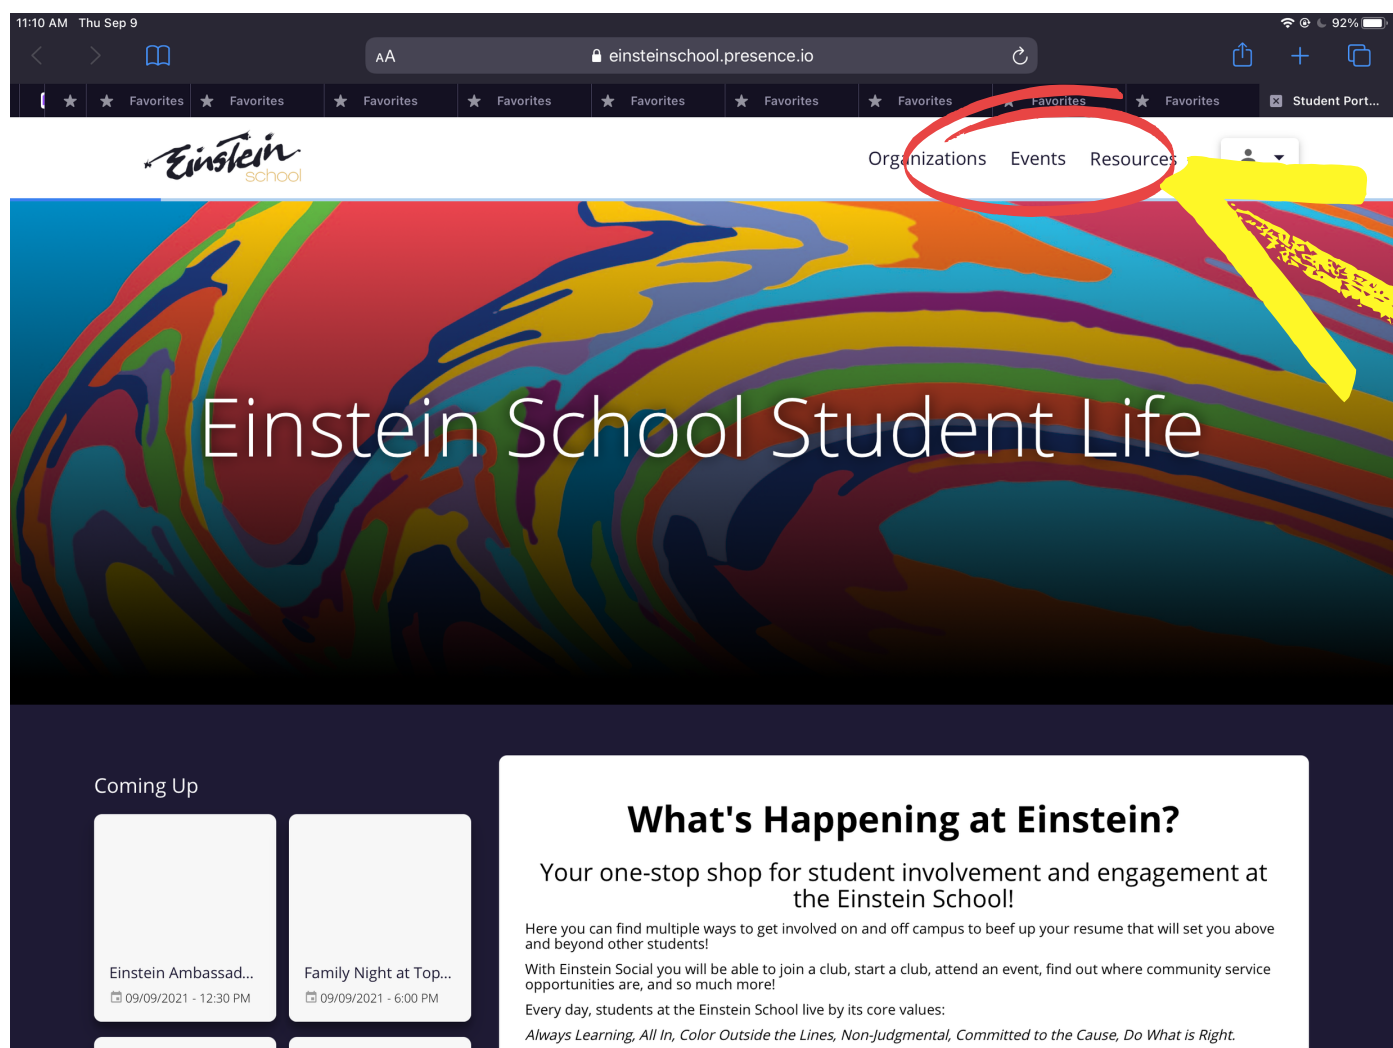 11:10 AM Thu Sep 9
92%
AA
einsteinschool.presence.io
Favorites
Favorites
Favorites
Favorites
Favorites
Favorites
Favorites
Favorites
Favorites
Student Port...
Einstein
school
Organizations Events Resources
Einstein School Student Life
Coming Up
Einstein Ambassad...
09/09/2021 - 12:30 PM
Family Night at Top...
09/09/2021 - 6:00 PM
What's Happening at Einstein?
Your one-stop shop for student involvement and engagement at
the Einstein School!
Here you can find multiple ways to get involved on and off campus to beef up your resume that will set you above
and beyond other students!
With Einstein Social you will be able to join a club, start a club, attend an event, find out where community service
opportunities are, and so much more!
Every day, students at the Einstein School live by its core values:
Always Learning, All In, Color Outside the Lines, Non-Judgmental, Committed to the Cause, Do What is Right.